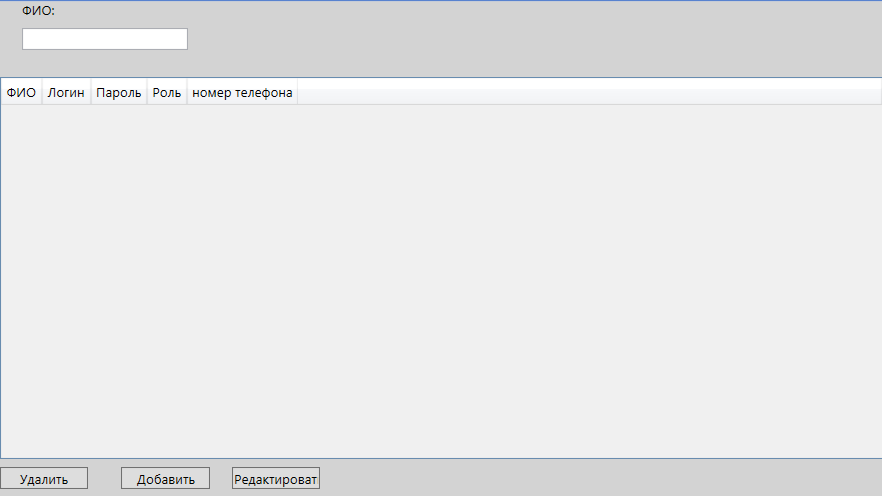 ФИО:
ФИО Логин Пароль Роль номер телефона
Удалить Добавить Редактироват